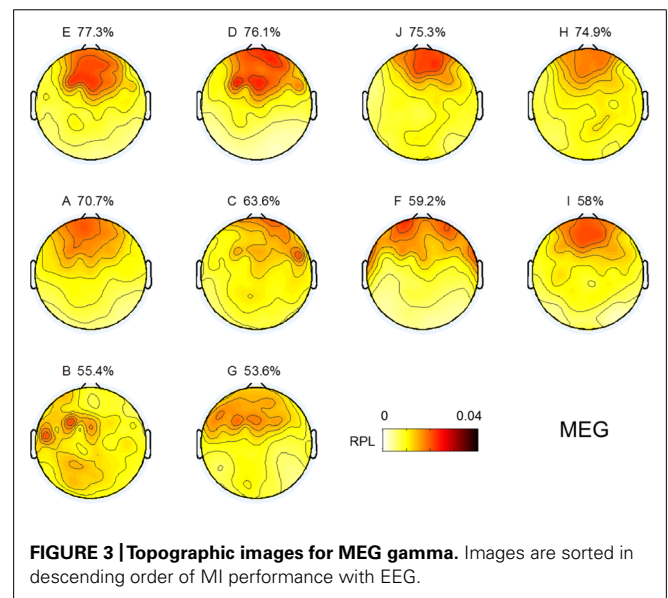 E 77.3% D 76.1% J 75.3% H 74.9%
A 70.7% C 63.6% F 59.2% I 58%
B 55.4% G 53.6%
0 0.04
RPL
MEG
FIGURE 3 | Topographic images for MEG gamma. Images are sorted in
descending order of MI performance with EEG.